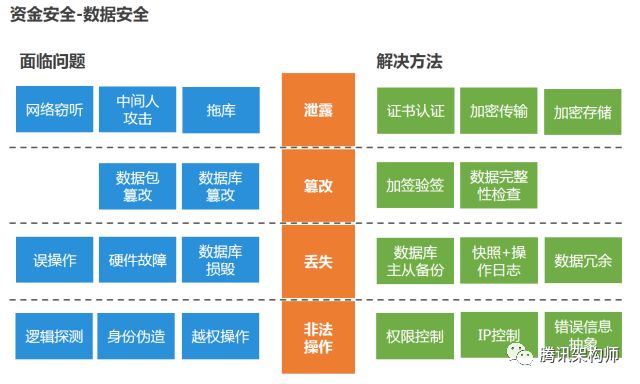 资金安全-数据安全
面临问题
解决方法
网络窃听
中间人
攻击
拖库
泄露
证书认证
加密传输
加密存储
数据包
篡改
数据库
篡改
篡改
加签验签
数据完整
性检查
误操作
硬件故障
数据库
损毁
丢失
数据库
主从备份
快照+操
作日志
数据冗余
逻辑探测
身份伪造
越权操作
非法
操作
权限控制
IP控制
错误信息
抽象
腾讯架构师